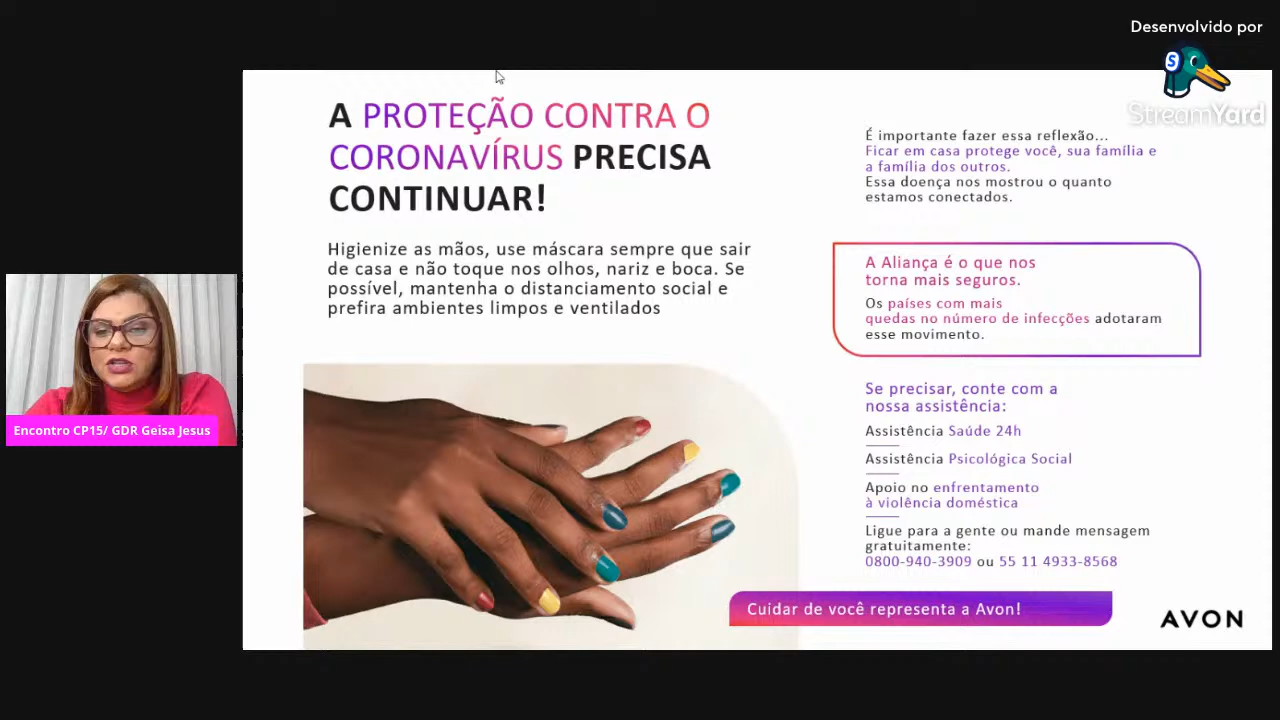 Desenvolvido por
StreamYard
A PROTEÇÃO CONTRA O
CORONAVÍRUS PRECISA
CONTINUAR!
Higienize as mãos, use máscara sempre que sair
de casa e não toque nos olhos, nariz e boca. Se
possível, mantenha o distanciamento social e
prefira ambientes limpos e ventilados
É importante fazer essa reflexão...
Ficar em casa protege você, sua família e
a família dos outros.
Essa doença nos mostrou o quanto
estamos conectados.
A Aliança é o que nos
torna mais seguros.
Os países com mais
quedas no número de infecções adotaram
esse movimento.
Se precisar, conte com a
nossa assistência:
Assistência Saúde 24h
Assistência Psicológica Social
Apoio no enfrentamento
à violência doméstica
Ligue para a gente ou mande mensagem
gratuitamente:
0800-940-3909 ou 55 11 4933-8568
Cuidar de você representa a Avon!
AVON
Encontro CP15/ GDR Geisa Jesus